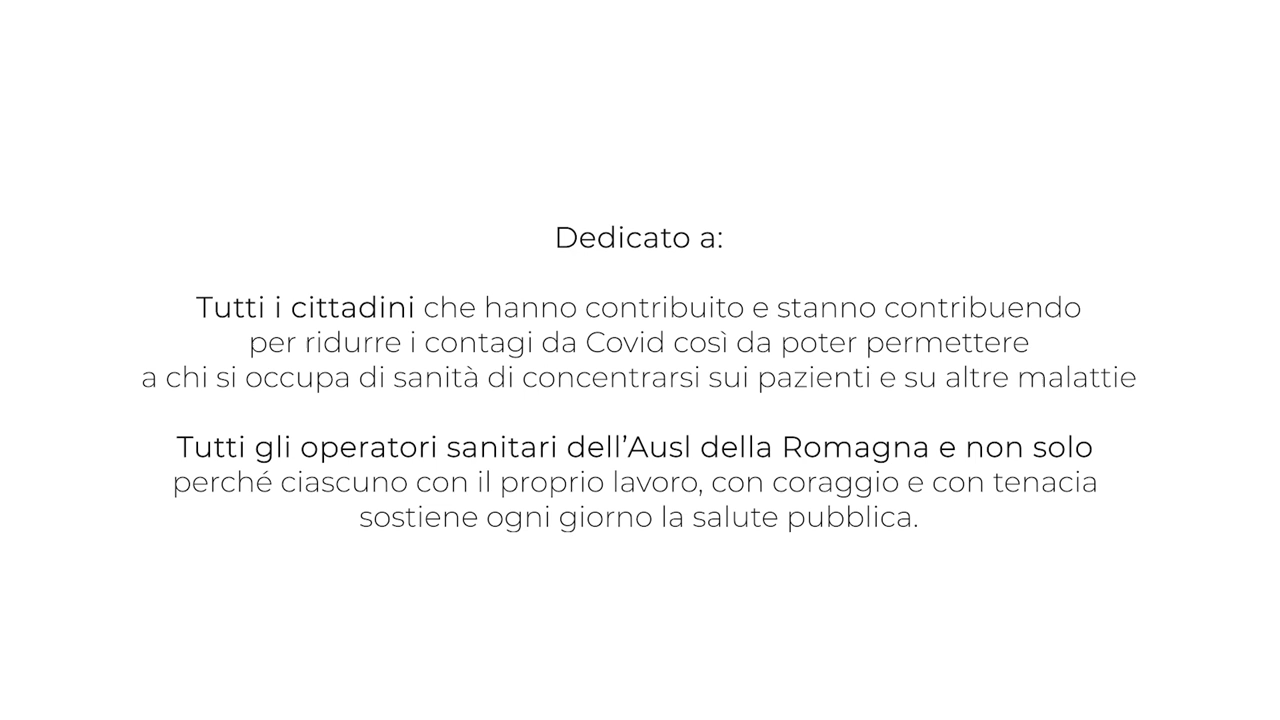 Dedicato a:
Tutti i cittadini che hanno contribuito e stanno contribuendo
per ridurre i contagi da Covid così da poter permettere
a chi si occupa di sanità di concentrarsi sui pazienti e su altre malattie
Tutti gli operatori sanitari dell’Ausl della Romagna e non solo
perché ciascuno con il proprio lavoro, con coraggio e con tenacia
sostiene ogni giorno la salute pubblica.